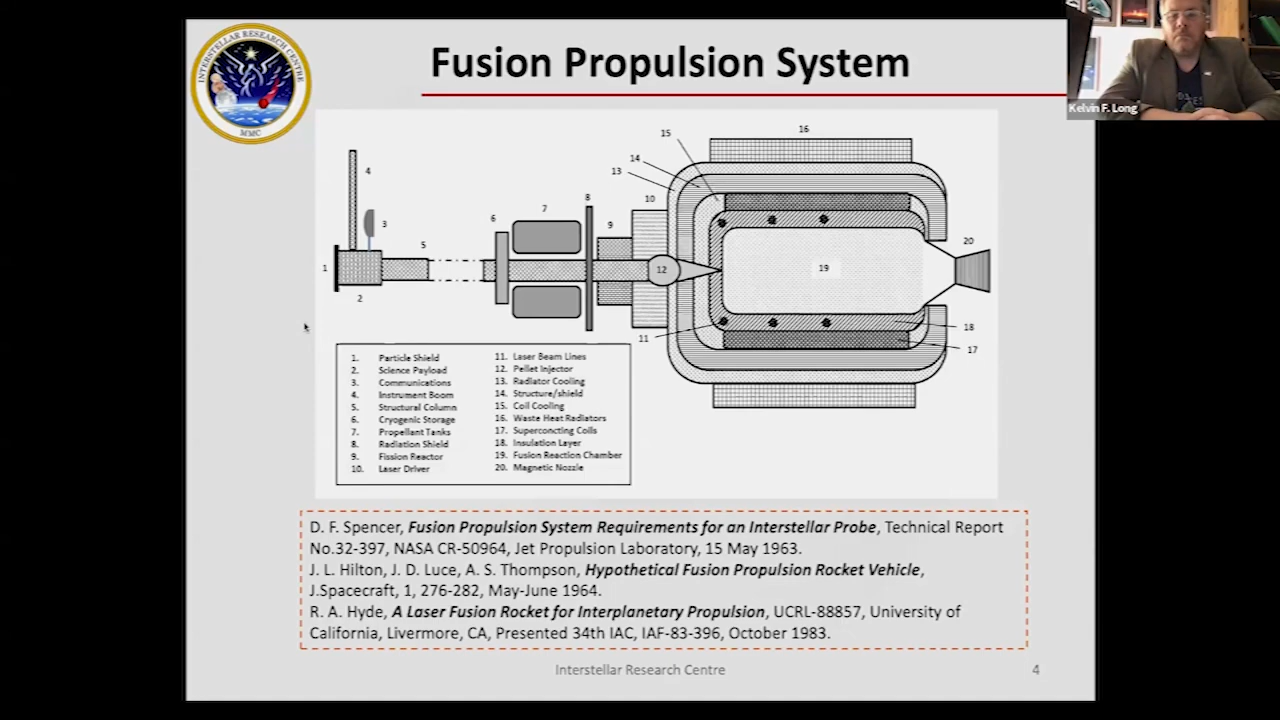 INTERSTELLAR RESEARCH CENTRE
MMC
Fusion Propulsion System
Kelvin F. Long
15
16
14
13
4
10
8
7
9
6
3
5
20
1
12
19
2
11
18
17
1. Particle Shield
2. Science Payload
3. Communications
4. Instrument Boom
5. Structural Column
6. Cryogenic Storage
7. Propellant Tanks
8. Radiation Shield
9. Fission Reactor
10. Laser Driver
11. Laser Beam Lines
12. Pellet Injector
13. Radiator Cooling
14. Structure/shield
15. Coil Cooling
16. Waste Heat Radiators
17. Superconcting Coils
18. Insulation Layer
19. Fusion Reaction Chamber
20. Magnetic Nozzle
D. F. Spencer, Fusion Propulsion System Requirements for an Interstellar Probe, Technical Report
No.32-397, NASA CR-50964, Jet Propulsion Laboratory, 15 May 1963.
J. L. Hilton, J. D. Luce, A. S. Thompson, Hypothetical Fusion Propulsion Rocket Vehicle,
J.Spacecraft, 1, 276-282, May-June 1964.
R. A. Hyde, A Laser Fusion Rocket for Interplanetary Propulsion, UCRL-88857, University of
California, Livermore, CA, Presented 34th IAC, IAF-83-396, October 1983.
Interstellar Research Centre
4